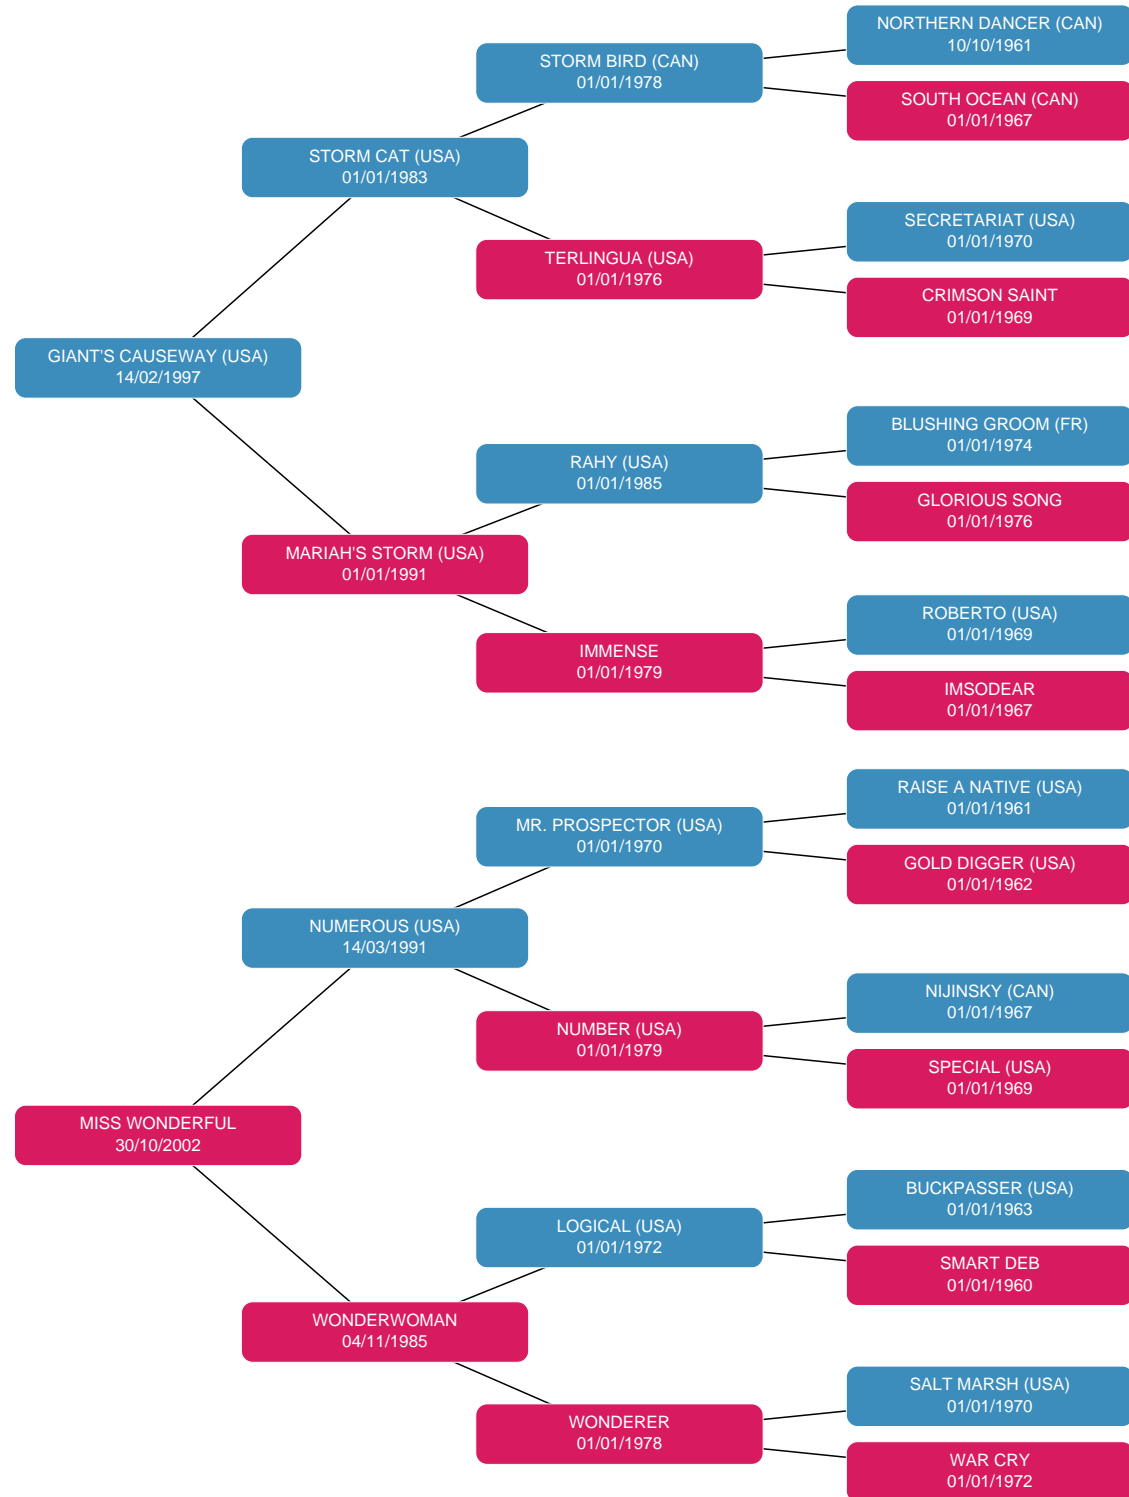 NORTHERN DANCER (CAN)
10/10/1961
STORM BIRD (CAN)
01/01/1978
SOUTH OCEAN (CAN)
01/01/1967
STORM CAT (USA)
01/01/1983
SECRETARIAT (USA)
01/01/1970
TERLINGUA (USA)
01/01/1976
CRIMSON SAINT
01/01/1969
GIANT'S CAUSEWAY (USA)
14/02/1997
BLUSHING GROOM (FR)
01/01/1974
RAHY (USA)
01/01/1985
GLORIOUS SONG
01/01/1976
MARIAH'S STORM (USA)
01/01/1991
ROBERTO (USA)
01/01/1969
IMMENSE
01/01/1979
IMSODEAR
01/01/1967
RAISE A NATIVE (USA)
01/01/1961
MR. PROSPECTOR (USA)
01/01/1970
GOLD DIGGER (USA)
01/01/1962
NUMEROUS (USA)
14/03/1991
NIJINSKY (CAN)
01/01/1967
NUMBER (USA)
01/01/1979
SPECIAL (USA)
01/01/1969
MISS WONDERFUL
30/10/2002
BUCKPASSER (USA)
01/01/1963
LOGICAL (USA)
01/01/1972
SMART DEB
01/01/1960
WONDERWOMAN
04/11/1985
SALT MARSH (USA)
01/01/1970
WONDERER
01/01/1978
WAR CRY
01/01/1972